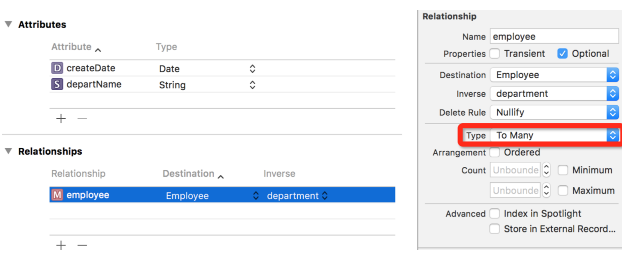 Attributes
Attribute Type
D createDate Date
S departName String
+ −
Relationships
Relationship Destination Inverse
M employee Employee department
+ −
Relationship
Name employee
Properties Transient Optional
Destination Employee
Inverse department
Delete Rule Nullify
Type To Many
Arrangement Ordered
Count Unbounde Minimum
Unbounde Maximum
Advanced Index in Spotlight
Store in External Record...